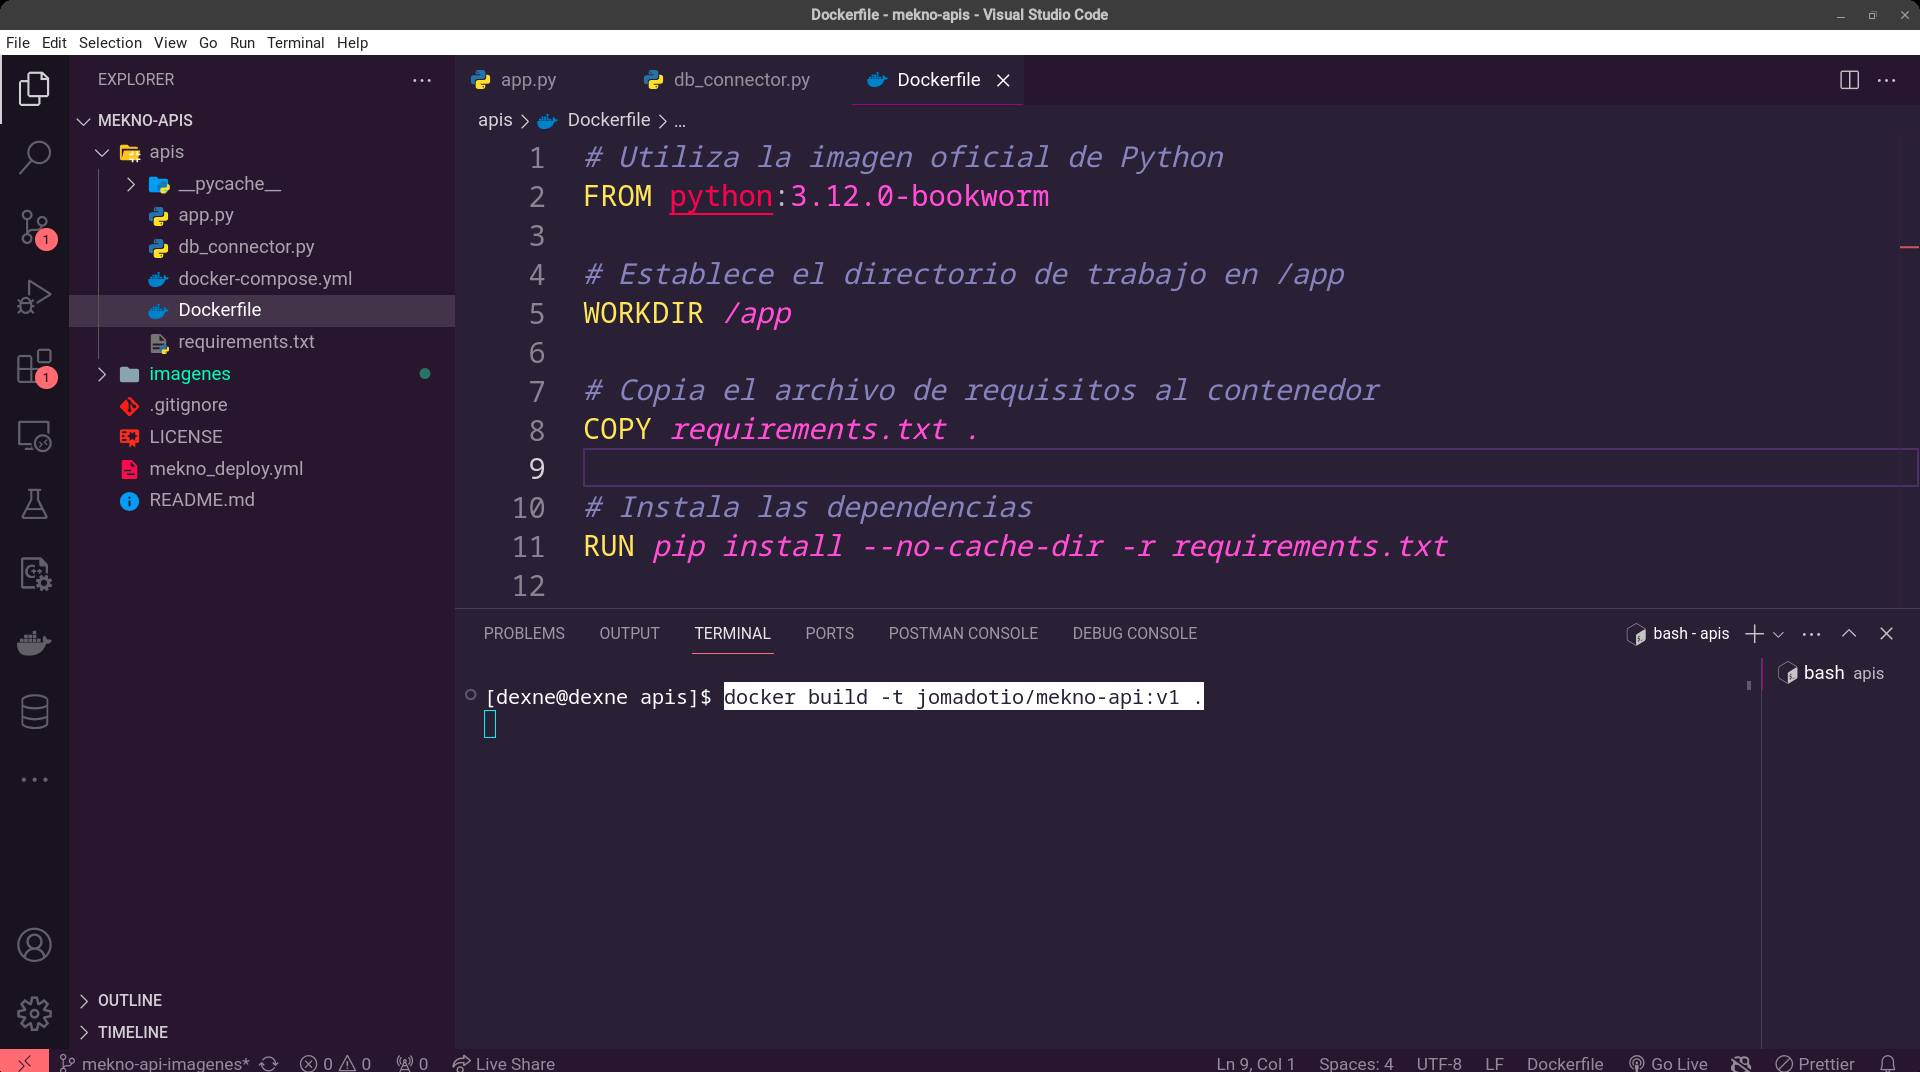 Dockerfile - mekno-apis - Visual Studio Code
File Edit Selection View Go Run Terminal Help
EXPLORER
MEKNO-APIS
apis
__pycache__
app.py
db_connector.py
docker-compose.yml
Dockerfile
requirements.txt
imagenes
.gitignore
LICENSE
mekno_deploy.yml
README.md
OUTLINE
TIMELINE
1
1
app.py db_connector.py Dockerfile
apis > Dockerfile > ...
1 # Utiliza la imagen oficial de Python
2 FROM python:3.12.0-bookworm
3
4 # Establece el directorio de trabajo en /app
5 WORKDIR /app
6
7 # Copia el archivo de requisitos al contenedor
8 COPY requirements.txt .
9
10 # Instala las dependencias
11 RUN pip install --no-cache-dir -r requirements.txt
12
PROBLEMS OUTPUT TERMINAL PORTS POSTMAN CONSOLE DEBUG CONSOLE
bash - apis
bash apis
[dexne@dexne apis]$ docker build -t jomadotio/mekno-api:v1 .
mekno-api-imagenes* 0 0 0 Live Share Ln 9, Col 1 Spaces: 4 UTF-8 LF Dockerfile Go Live Prettier